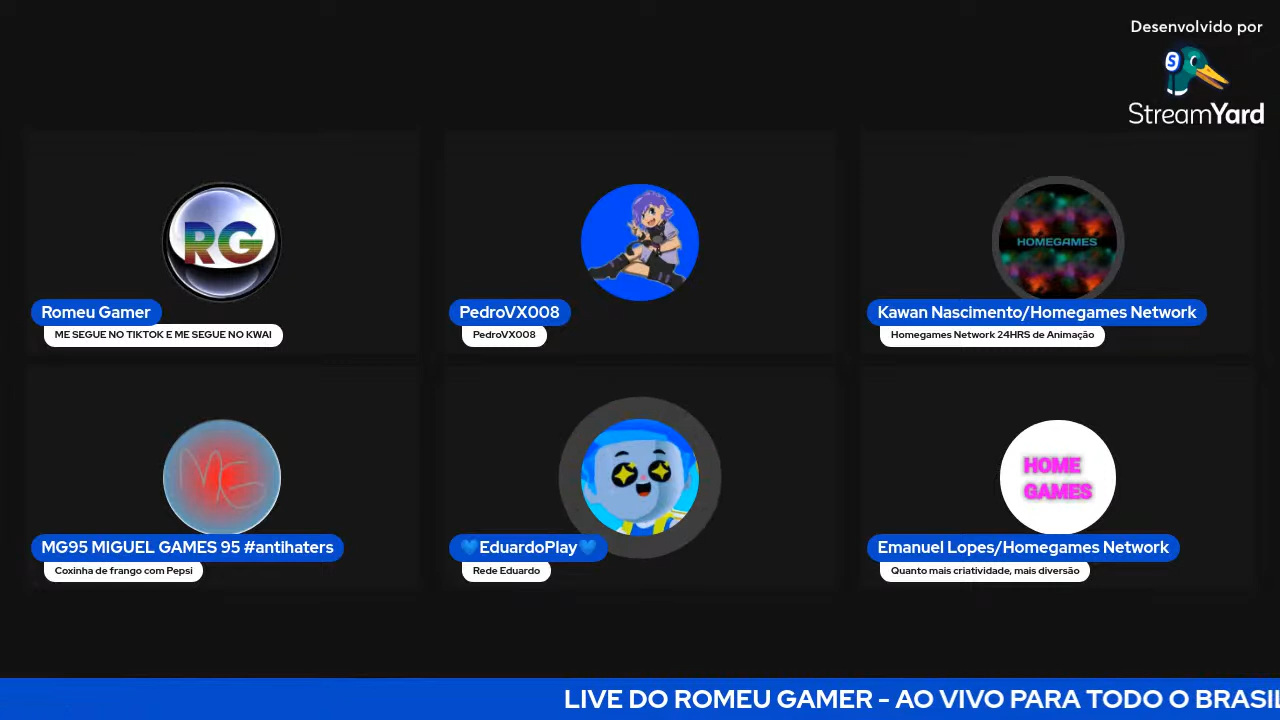 Desenvolvido por
StreamYard
RG
Romeu Gamer
ME SEGUE NO TIKTOK E ME SEGUE NO KWAI
PedroVX008
PedroVX008
HOMEGAMES
Kawan Nascimento/Homegames Network
Homegames Network 24HRS de Animação
MG
MG95 MIGUEL GAMES 95 #antihaters
Coxinha de frango com Pepsi
💙EduardoPlay💙
Rede Eduardo
HOME
GAMES
Emanuel Lopes/Homegames Network
Quanto mais criatividade, mais diversão
LIVE DO ROMEU GAMER - AO VIVO PARA TODO O BRASIL